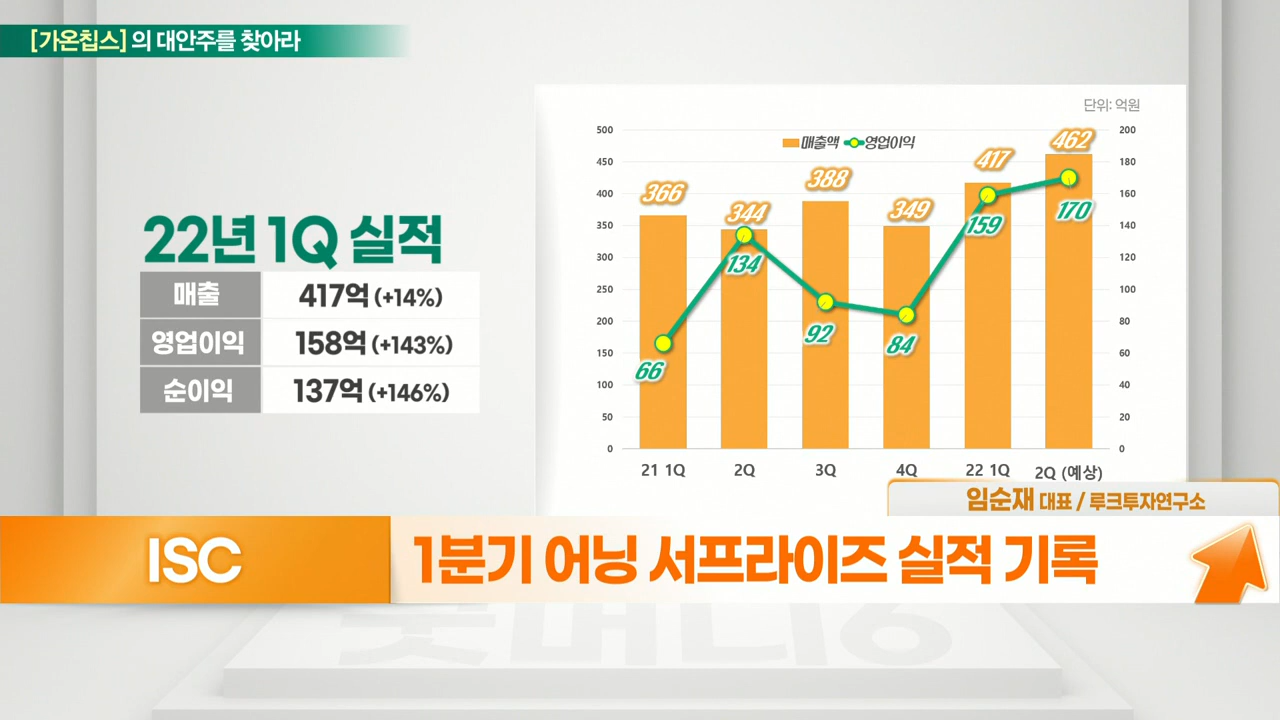 [가온칩스] 의 대안주를 찾아라
22년 1Q 실적
매출 417억 (+14%)
영업이익 158억 (+143%)
순이익 137억 (+146%)
단위: 억원
매출액 영업이익
500
450
400
350
300
250
200
150
100
50
0
200
180
160
140
120
100
80
60
40
20
0
366
344
388
349
417
462
66
134
92
84
159
170
21 1Q
2Q
3Q
4Q
22 1Q
2Q (예상)
임순재 대표 / 루크투자연구소
ISC
1분기 어닝 서프라이즈 실적 기록
굿머니6